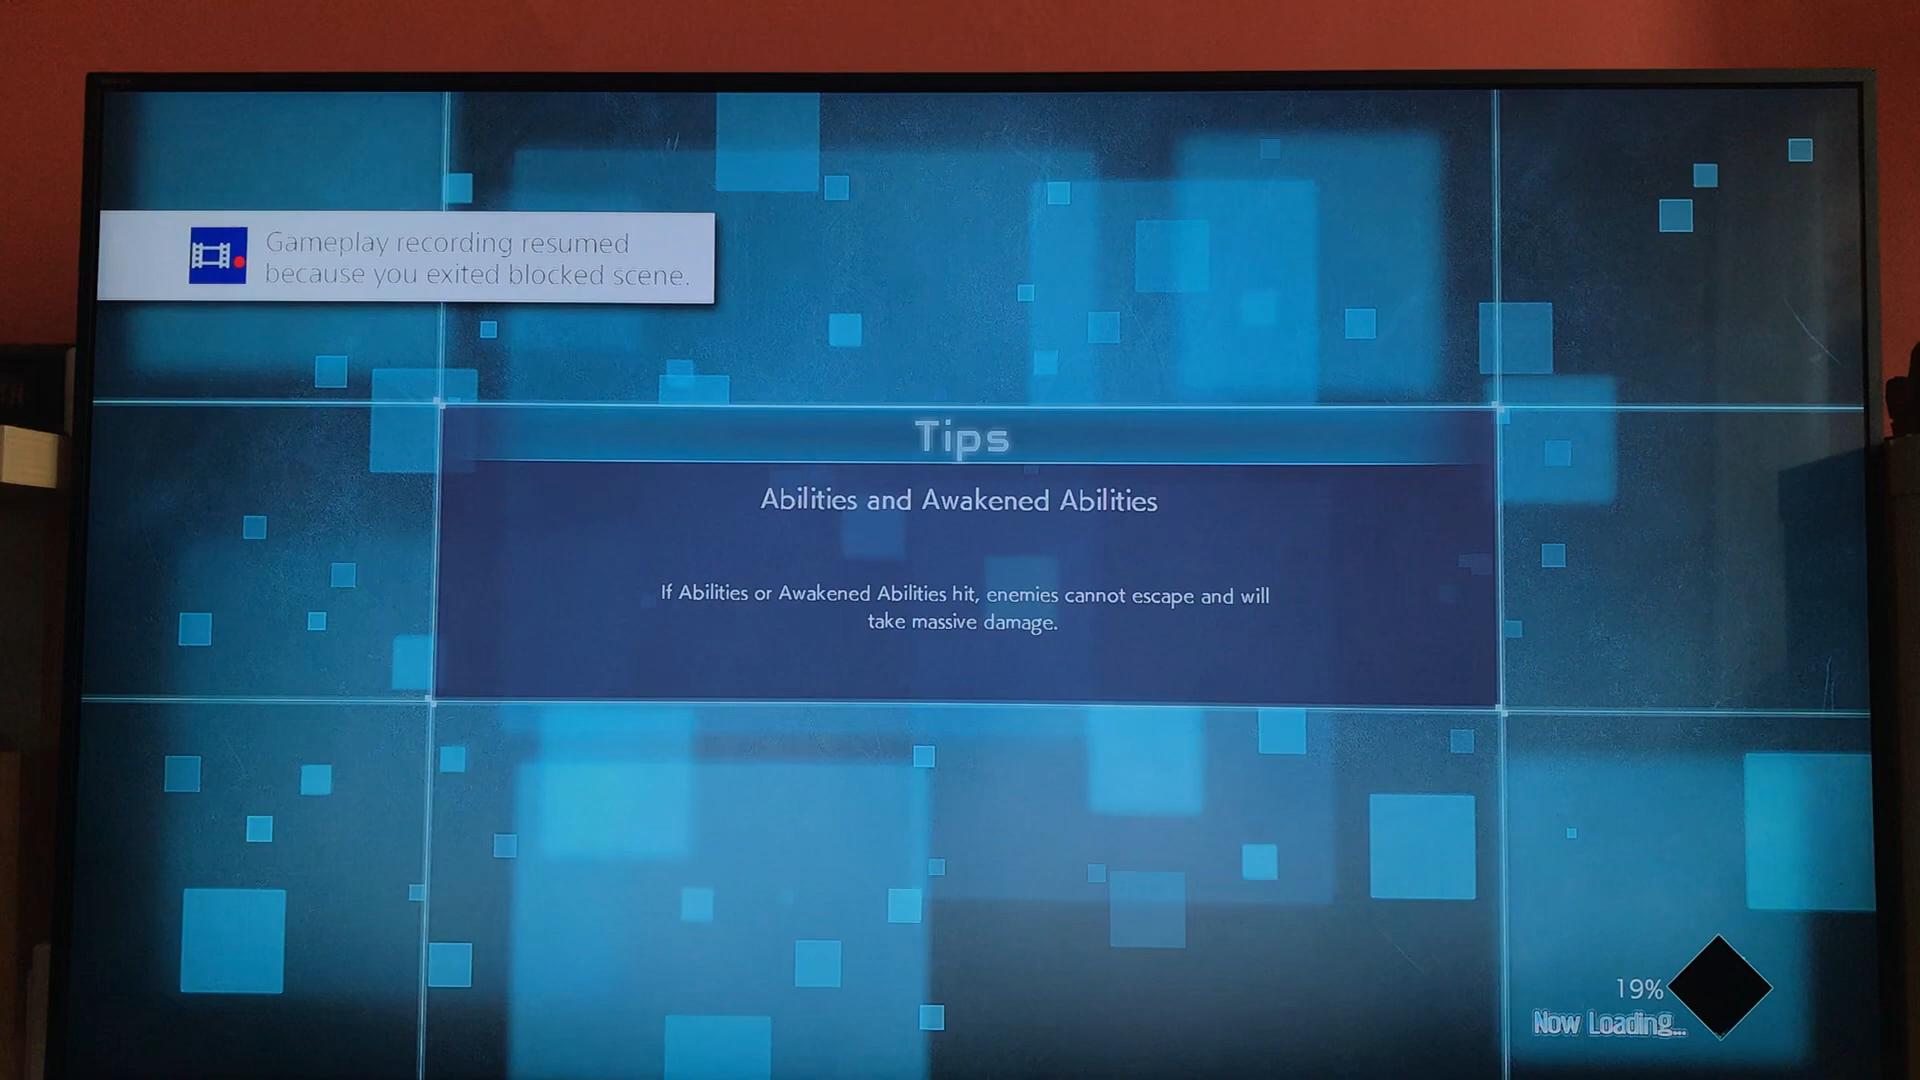 Gameplay recording resumed
because you exited blocked scene.
Tips
Abilities and Awakened Abilities
If Abilities or Awakened Abilities hit, enemies cannot escape and will
take massive damage.
19%
Now Loading...